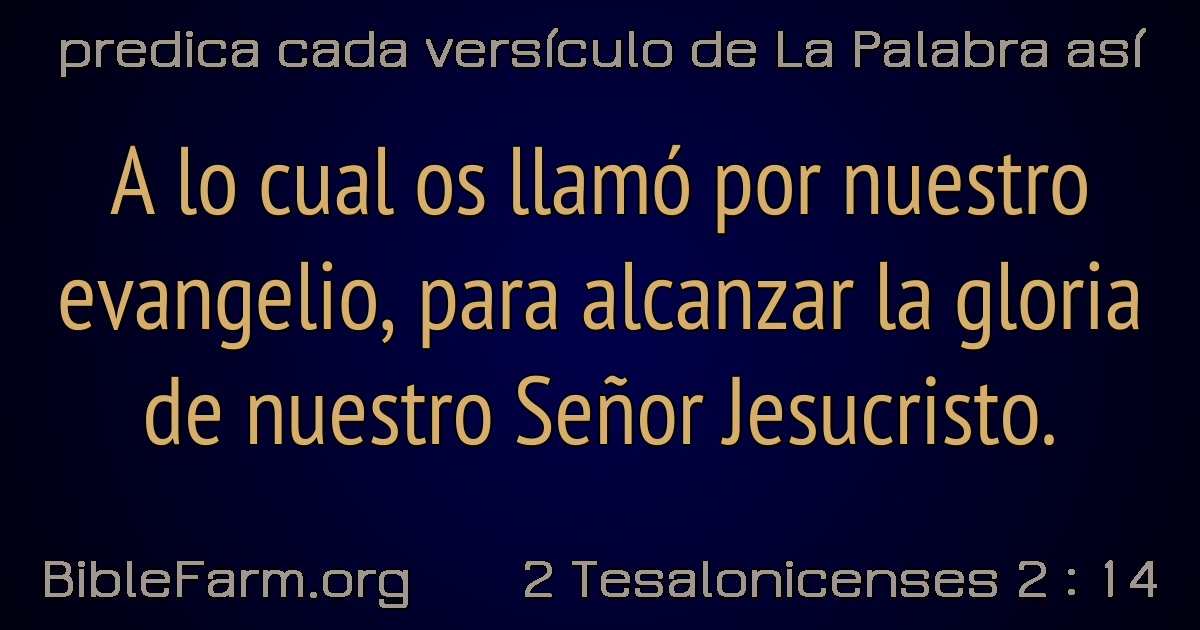 predica cada versículo de La Palabra así
A lo cual os llamó por nuestro
evangelio, para alcanzar la gloria
de nuestro Señor Jesucristo.
BibleFarm.org 2 Tesalonicenses 2 : 14